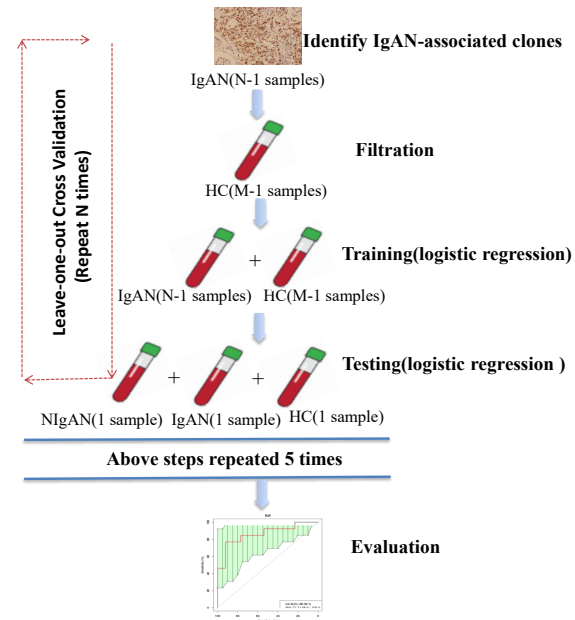 Identify IgAN-associated clones
IgAN(N-1 samples)
Filtration
HC(M-1 samples)
Leave-one-out Cross Validation
(Repeat N times)
+
Training(logistic regression)
IgAN(N-1 samples) HC(M-1 samples)
Testing(logistic regression )
+ +
NIgAN(1 sample) IgAN(1 sample) HC(1 sample)
Above steps repeated 5 times
Evaluation